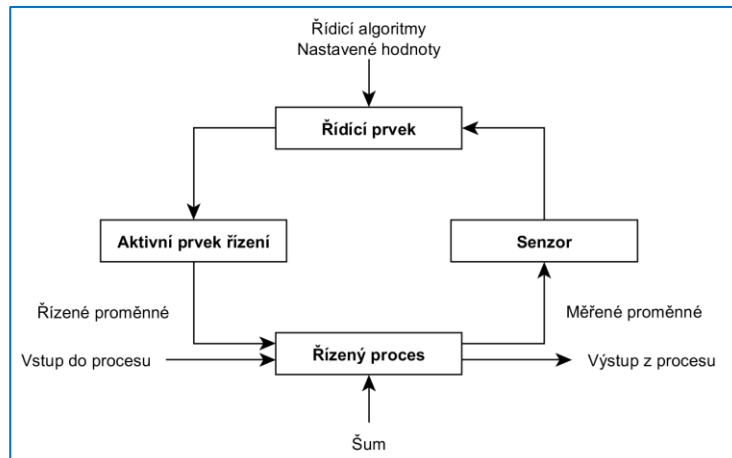 Řídicí algoritmy
Nastavené hodnoty
Řídící prvek
Aktivní prvek řízení
Senzor
Řízené proměnné
Měřené proměnné
Vstup do procesu
Řízený proces
Výstup z procesu
Šum